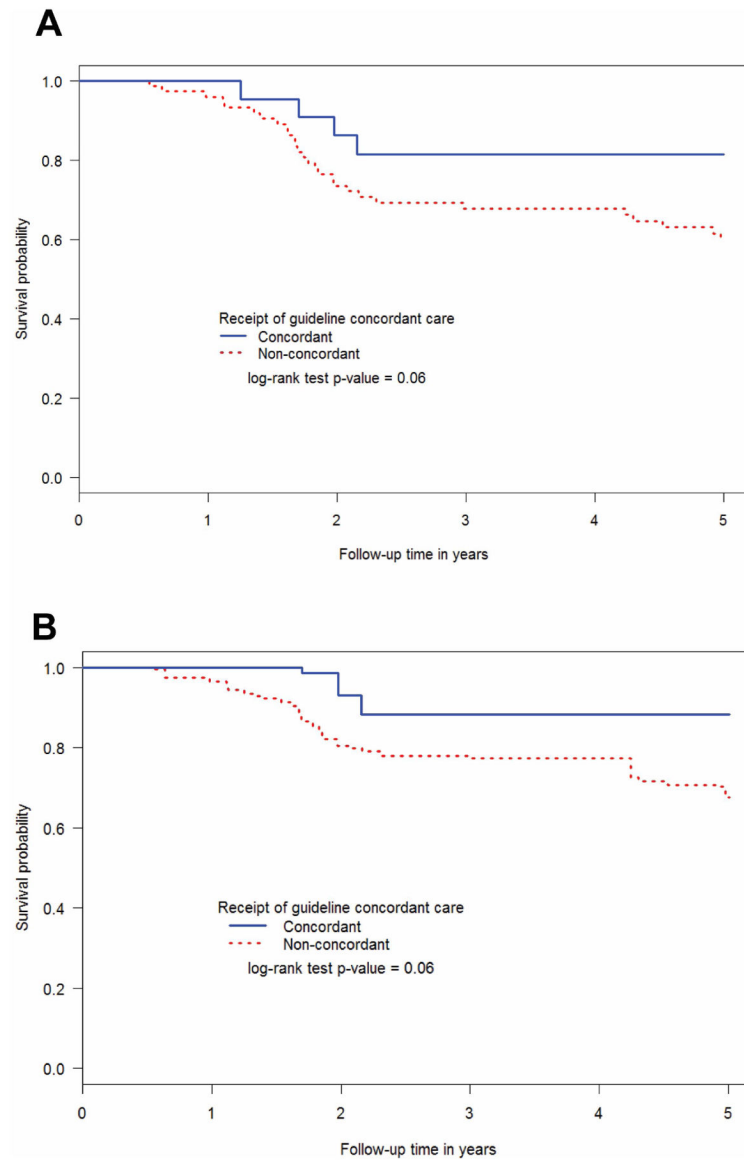 A
1.0
0.8
0.6
0.4
0.2
0.0
Survival probability
Receipt of guideline concordant care
Concordant
Non-concordant
log-rank test p-value = 0.06
0 1 2 3 4 5
Follow-up time in years
B
1.0
0.8
0.6
0.4
0.2
0.0
Survival probability
Receipt of guideline concordant care
Concordant
Non-concordant
log-rank test p-value = 0.06
0 1 2 3 4 5
Follow-up time in years